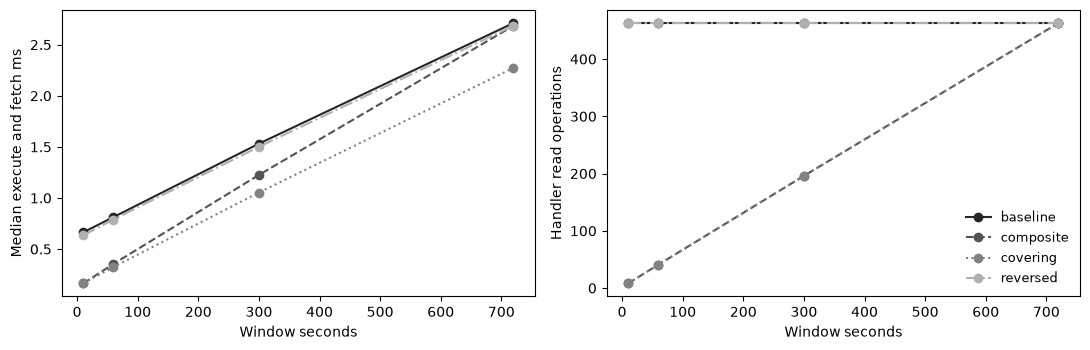 Median execute and fetch ms
2.5
2.0
1.5
1.0
0.5
0 100 200 300 400 500 600 700
Window seconds
Handler read operations
400
300
200
100
0
baseline
composite
covering
reversed
0 100 200 300 400 500 600 700
Window seconds